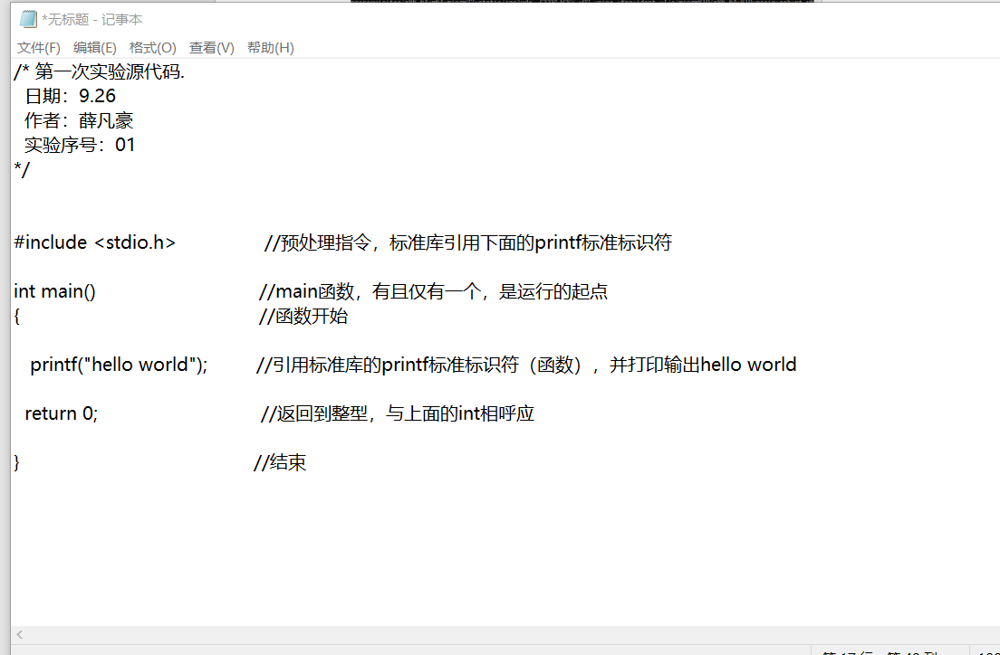 *无标题 - 记事本
文件(F) 编辑(E) 格式(O) 查看(V) 帮助(H)
/* 第一次实验源代码.
日期：9.26
作者：薛凡豪
实验序号：01
*/
#include <stdio.h> //预处理指令，标准库引用下面的printf标准标识符
int main() //main函数，有且仅有一个，是运行的起点
{ //函数开始
printf("hello world"); //引用标准库的printf标准标识符（函数），并打印输出hello world
return 0; //返回到整型，与上面的int相呼应
} //结束